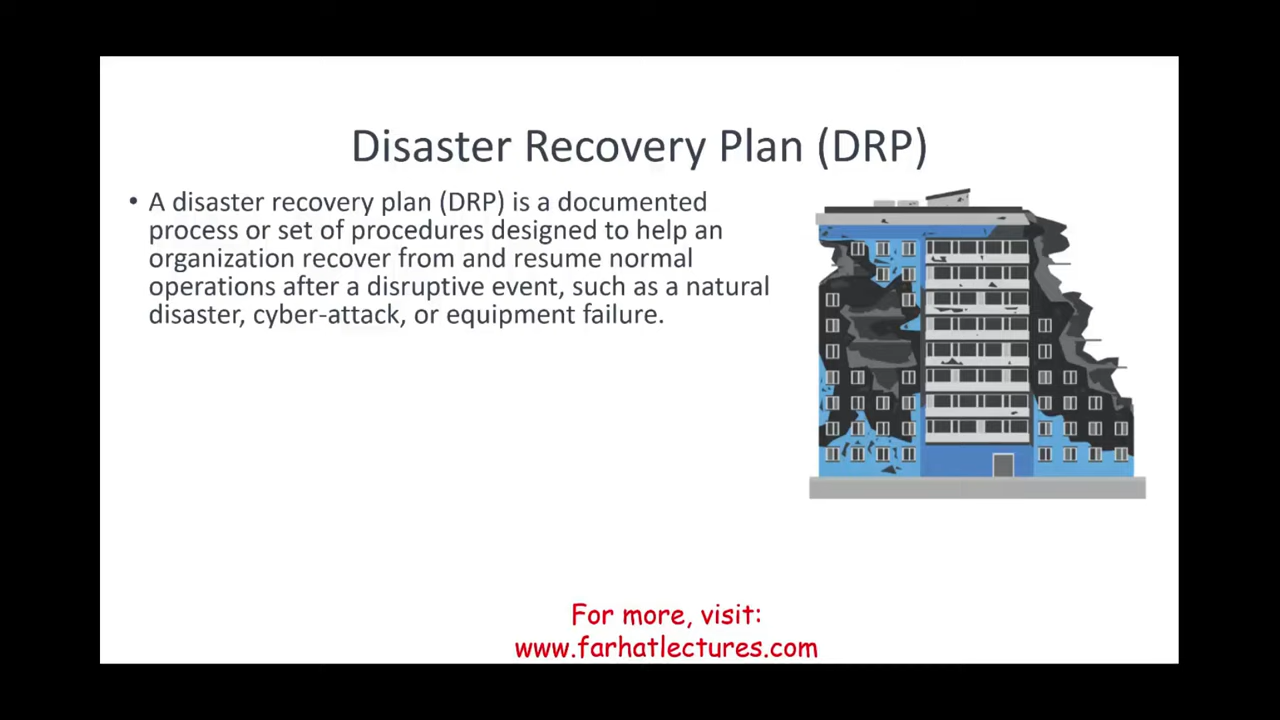 Disaster Recovery Plan (DRP)
• A disaster recovery plan (DRP) is a documented
process or set of procedures designed to help an
organization recover from and resume normal
operations after a disruptive event, such as a natural
disaster, cyber-attack, or equipment failure.
For more, visit:
www.farhatlectures.com